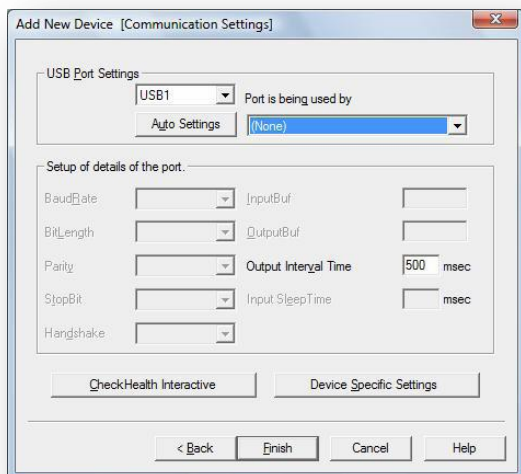 Add New Device [Communication Settings]
USB Port Settings
USB1
Port is being used by
Auto Settings
(None)
Setup of details of the port.
BaudRate
InputBuf
BitLength
OutputBuf
Parity
Output Interval Time
500
msec
StopBit
Input SleepTime
msec
Handshake
CheckHealth Interactive
Device Specific Settings
< Back
Finish
Cancel
Help